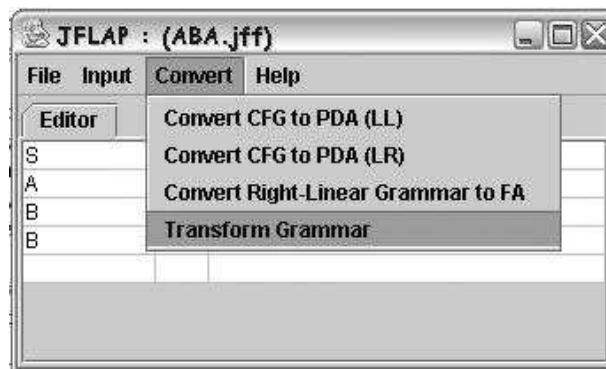 JFLAP : (ABA.jff)
File Input Convert Help
Editor
Convert CFG to PDA (LL)
Convert CFG to PDA (LR)
Convert Right-Linear Grammar to FA
Transform Grammar
S
A
B
B